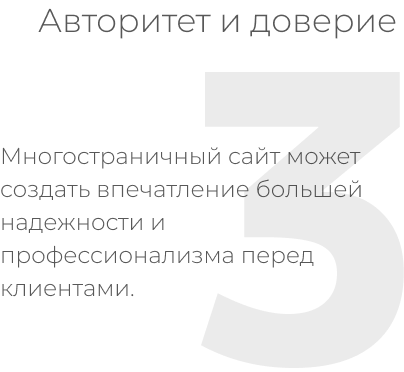 Авторитет и доверие
3
Многостраничный сайт может
создать впечатление большей
надежности и
профессионализма перед
клиентами.